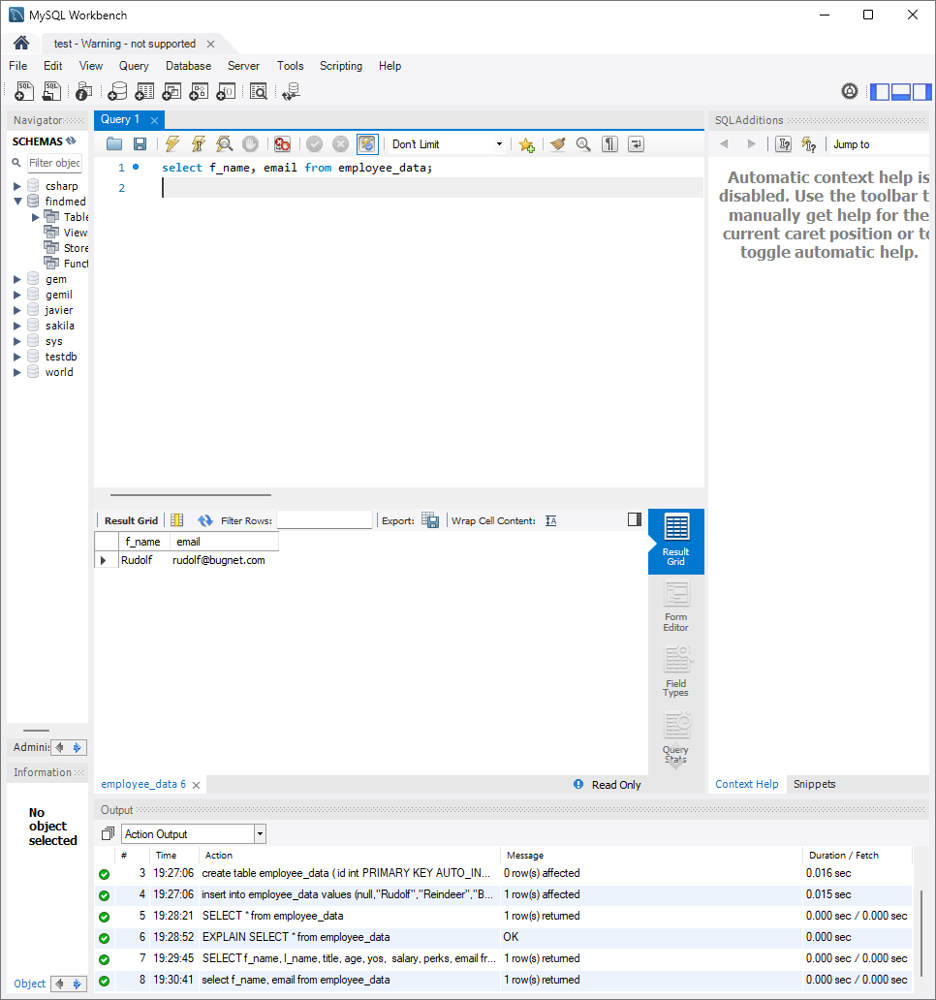 MySQL Workbench
test - Warning - not supported
File Edit View Query Database Server Tools Scripting Help
Navigator
SCHEMAS
Filter objec
csharp
findmed
Table
Views
Store
Funct
gem
gemil
javier
sakila
sys
testdb
world
Adminis
Information
No
object
selected
Object
Query 1
Don't Limit
1 select f_name, email from employee_data;
2
Result Grid Filter Rows: Export: Wrap Cell Content:
f_name email
Rudolf rudolf@bugnet.com
Result
Grid
Form
Editor
Field
Types
Query
Stats
employee_data 6
Read Only
SQLAdditions
Jump to
Automatic context help is
disabled. Use the toolbar t
manually get help for the
current caret position or to
toggle automatic help.
Context Help Snippets
Output
Action Output
# Time Action Message Duration / Fetch
3 19:27:06 create table employee_data ( id int PRIMARY KEY AUTO_IN... 0 row(s) affected 0.016 sec
4 19:27:06 insert into employee_data values (null,"Rudolf","Reindeer","B... 1 row(s) affected 0.015 sec
5 19:28:21 SELECT * from employee_data 1 row(s) returned 0.000 sec / 0.000 sec
6 19:28:52 EXPLAIN SELECT * from employee_data OK 0.000 sec
7 19:29:45 SELECT f_name, l_name, title, age, yos, salary, perks, email fr... 1 row(s) returned 0.000 sec / 0.000 sec
8 19:30:41 select f_name, email from employee_data 1 row(s) returned 0.000 sec / 0.000 sec